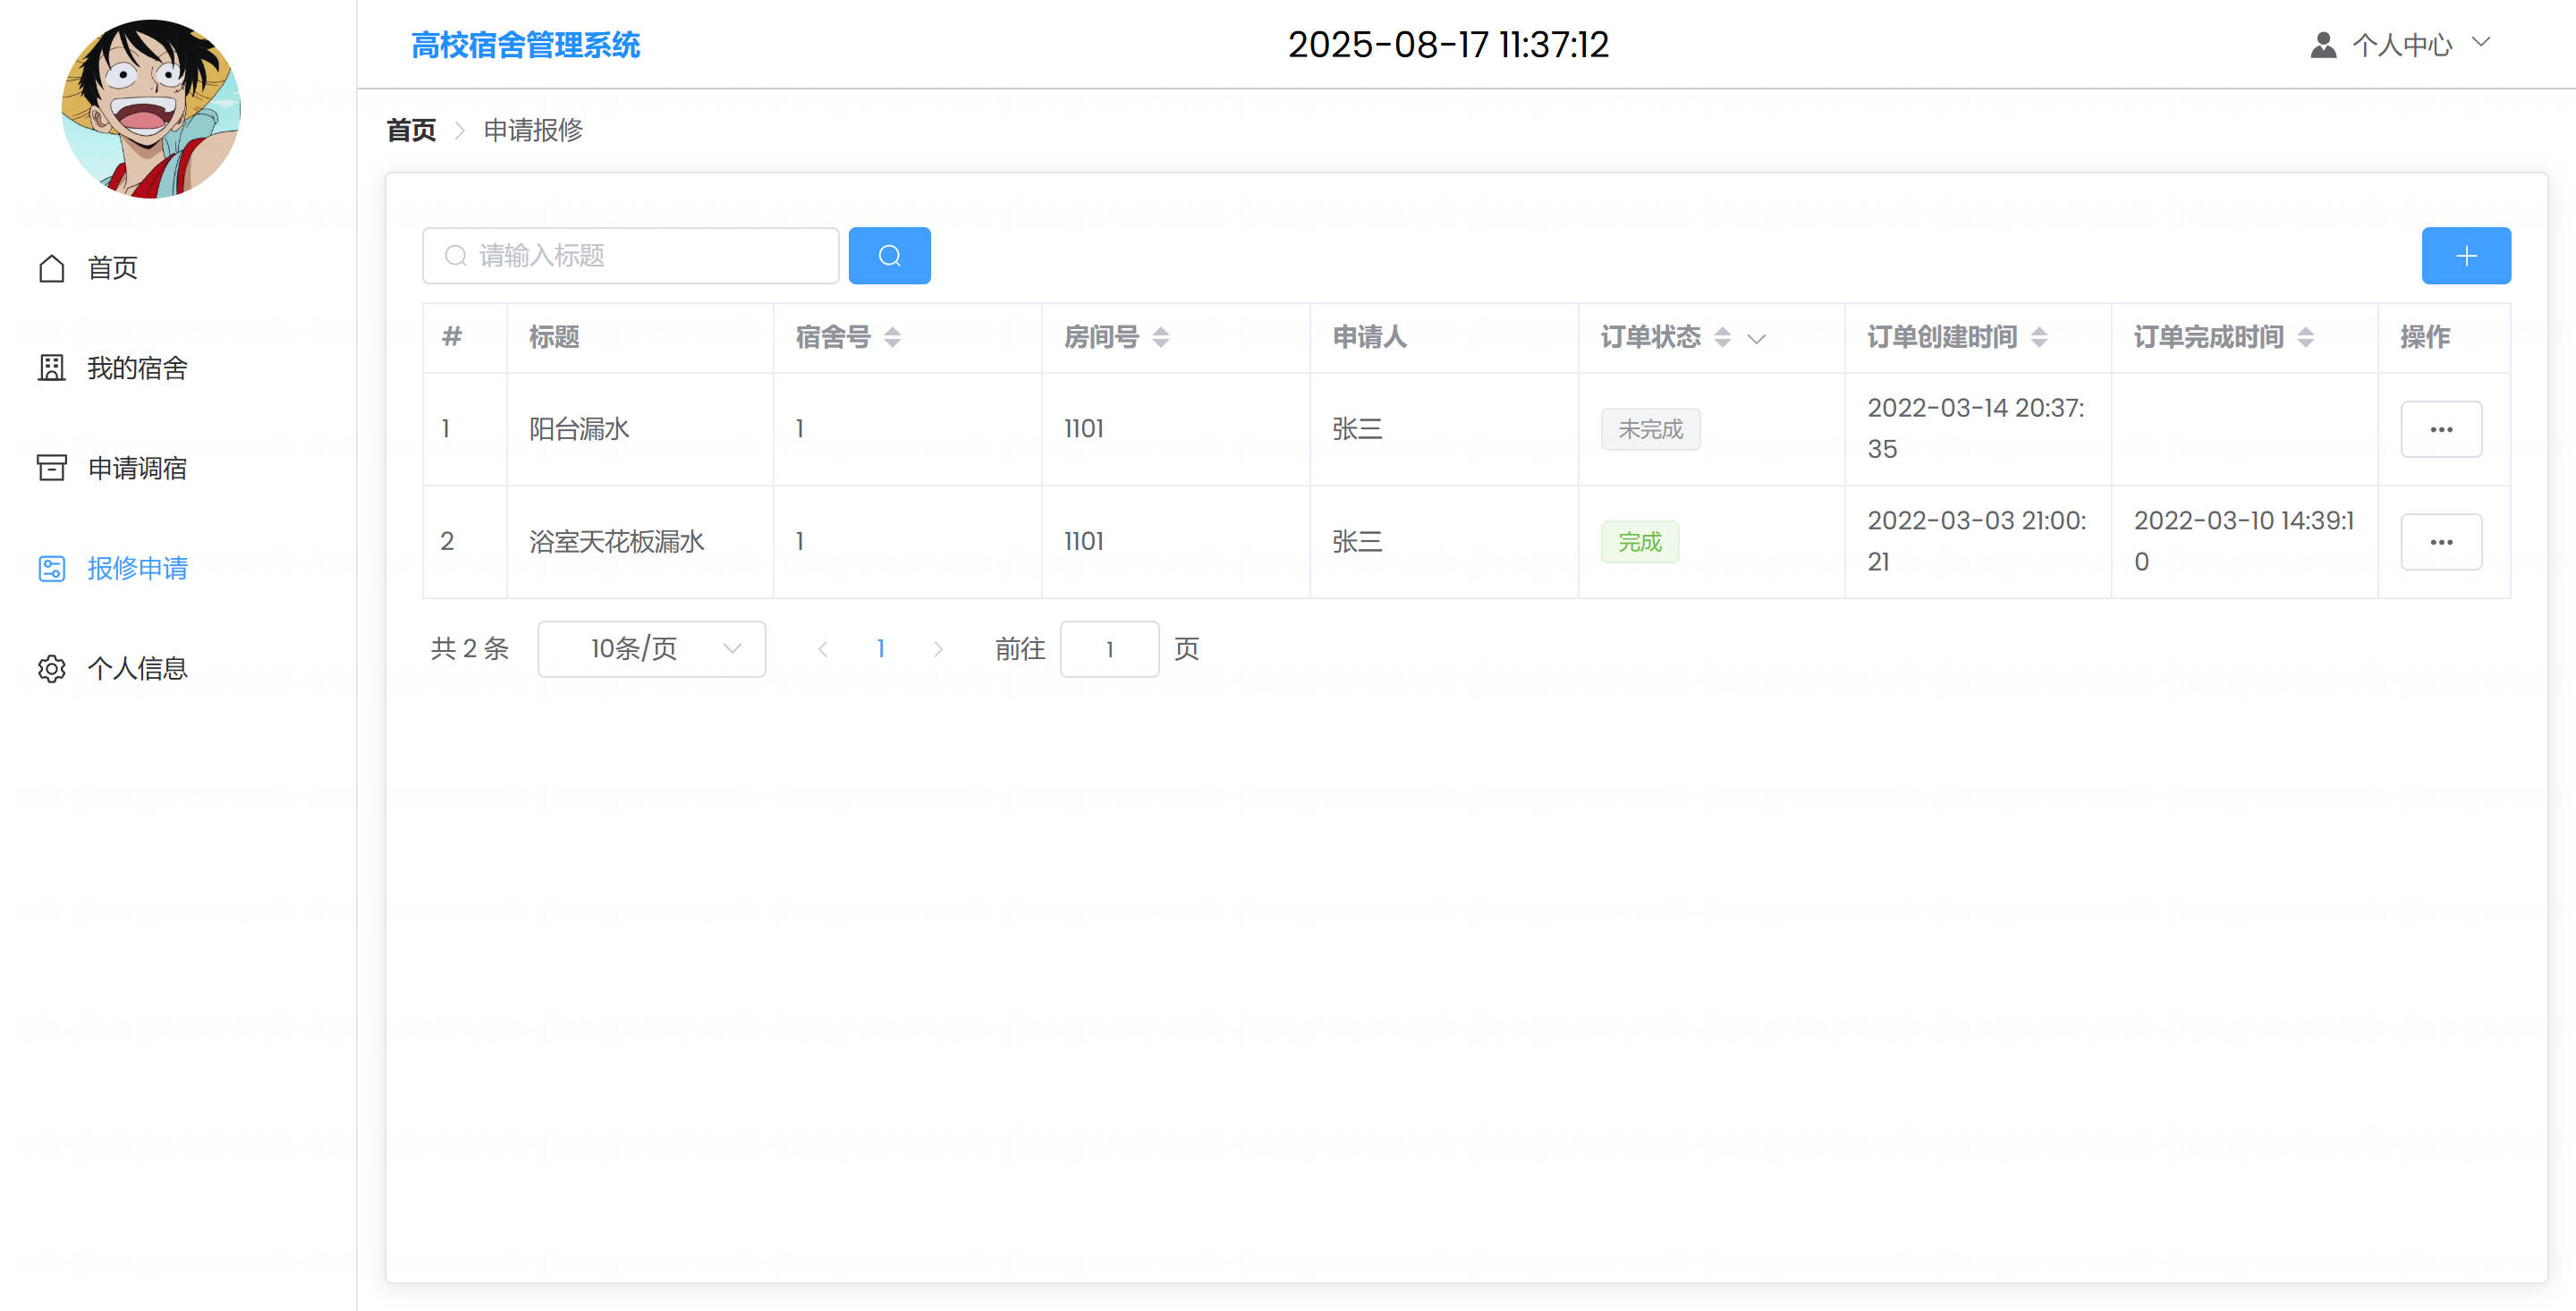 高校宿舍管理系统
2025-08-17 11:37:12
个人中心
首页
我的宿舍
申请调宿
报修申请
个人信息
首页 申请报修
请输入标题
# 标题 宿舍号 房间号 申请人 订单状态 订单创建时间 订单完成时间 操作
1 阳台漏水 1 1101 张三 未完成 2022-03-14 20:37:
35
2 浴室天花板漏水 1 1101 张三 完成 2022-03-03 21:00: 2022-03-10 14:39:1
21 0
共 2 条 10条/页 1 前往 1 页